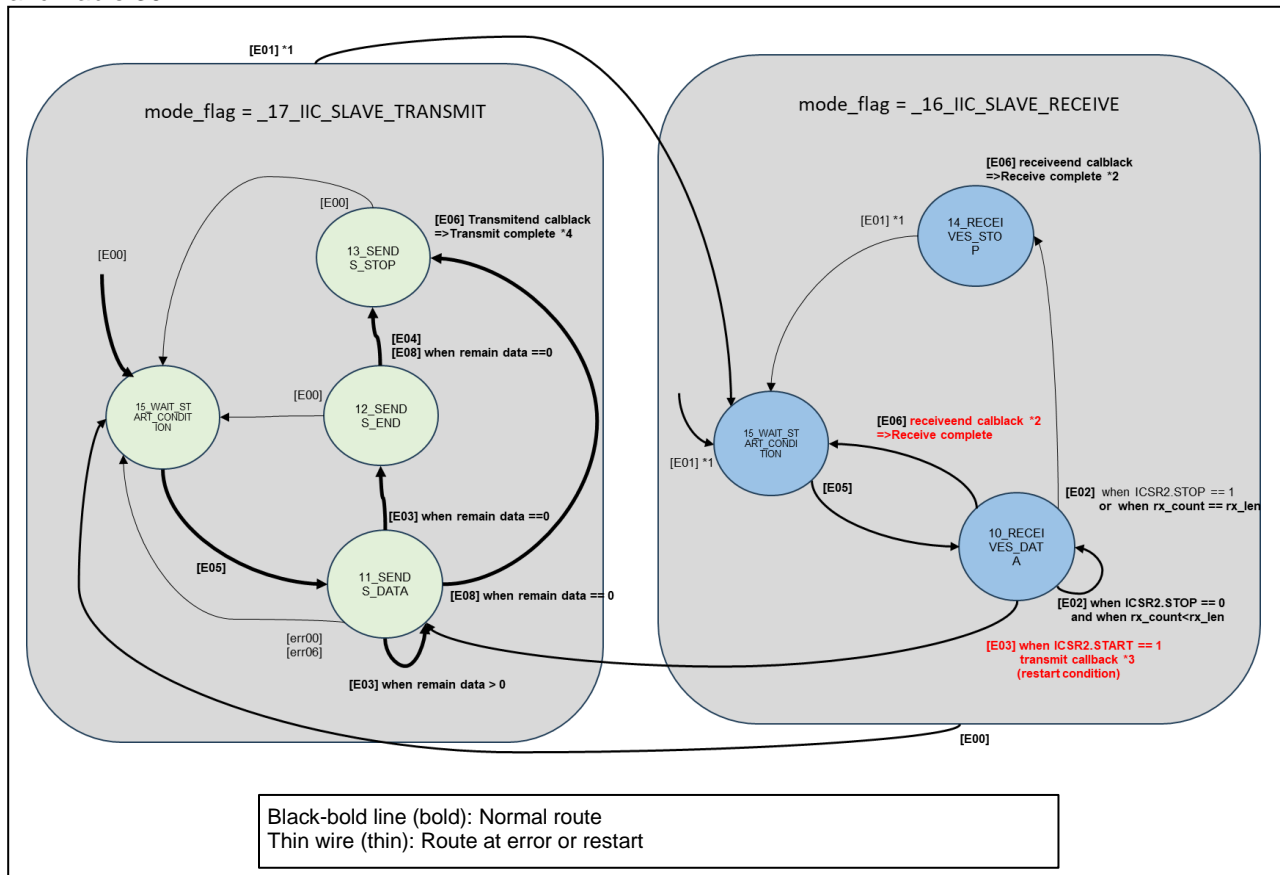 [E01] *1
mode_flag = _17_IIC_SLAVE_TRANSMIT
[E00]
[E00]
[E06] Transmitend calblack
=>Transmit complete *4
13_SEND
S_STOP
[E04]
[E08] when remain data ==0
15_WAIT_ST
ART_CONDIT
ION
[E00]
12_SEND
S_END
[E03] when remain data ==0
[E05]
11_SEND
S_DATA
[E08] when remain data == 0
[err00]
[err06]
[E03] when remain data > 0
mode_flag = _16_IIC_SLAVE_RECEIVE
[E06] receiveend calblack
=>Receive complete *2
[E01] *1
14_RECEI
VES_STO
P
[E06] receiveend calblack *2
=>Receive complete
15_WAIT_ST
ART_CONDI
TION
[E01] *1
[E05]
[E02] when ICSR2.STOP == 1
or when rx_count == rx_len
10_RECEI
VES_DAT
A
[E02] when ICSR2.STOP == 0
and when rx_count<rx_len
[E03] when ICSR2.START == 1
transmit callback *3
(restart condition)
[E00]
Black-bold line (bold): Normal route
Thin wire (thin): Route at error or restart